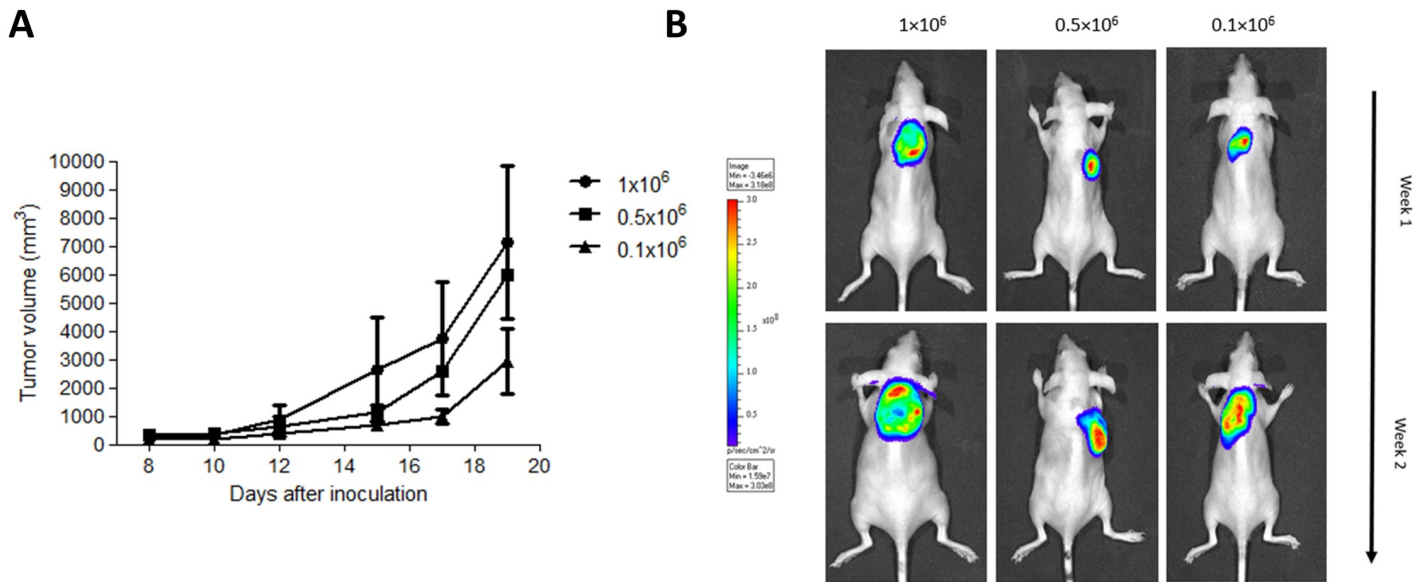 A
B
1×10⁶
0.5×10⁶
0.1×10⁶
10000
9000
8000
7000
6000
5000
4000
3000
2000
1000
0
Tumor volume (mm³)
8
10
12
14
16
18
20
Days after inoculation
1x10⁶
0.5x10⁶
0.1x10⁶
Image
Min = -3.46e6
Max = 3.18e8
3.0
2.5
2.0
1.5
x10⁸
1.0
0.5
p/sec/cm^2/sr
Color Bar
Min = 1.59e7
Max = 3.03e8
Week 1
Week 2